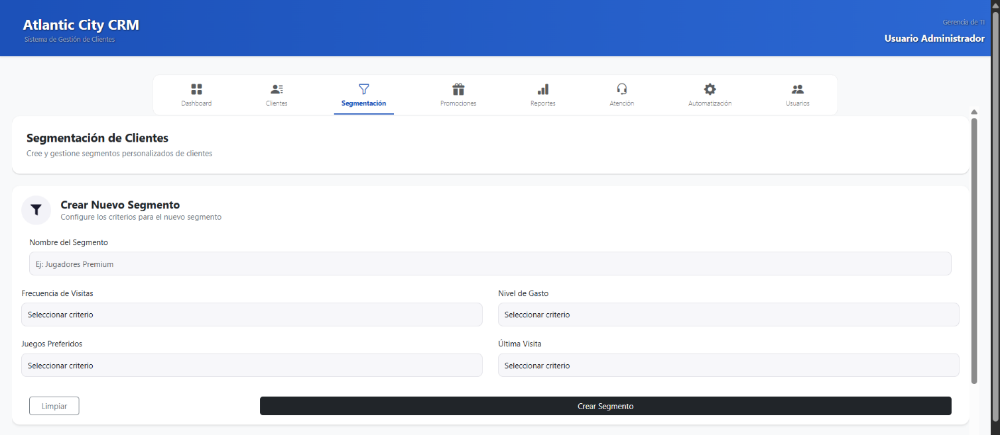 Atlantic City CRM
Sistema de Gestión de Clientes
Gerencia de TI
Usuario Administrador
Dashboard
Clientes
Segmentación
Promociones
Reportes
Atención
Automatización
Usuarios
Segmentación de Clientes
Cree y gestione segmentos personalizados de clientes
Crear Nuevo Segmento
Configure los criterios para el nuevo segmento
Nombre del Segmento
Ej: Jugadores Premium
Frecuencia de Visitas
Nivel de Gasto
Seleccionar criterio
Seleccionar criterio
Juegos Preferidos
Última Visita
Seleccionar criterio
Seleccionar criterio
Limpiar
Crear Segmento